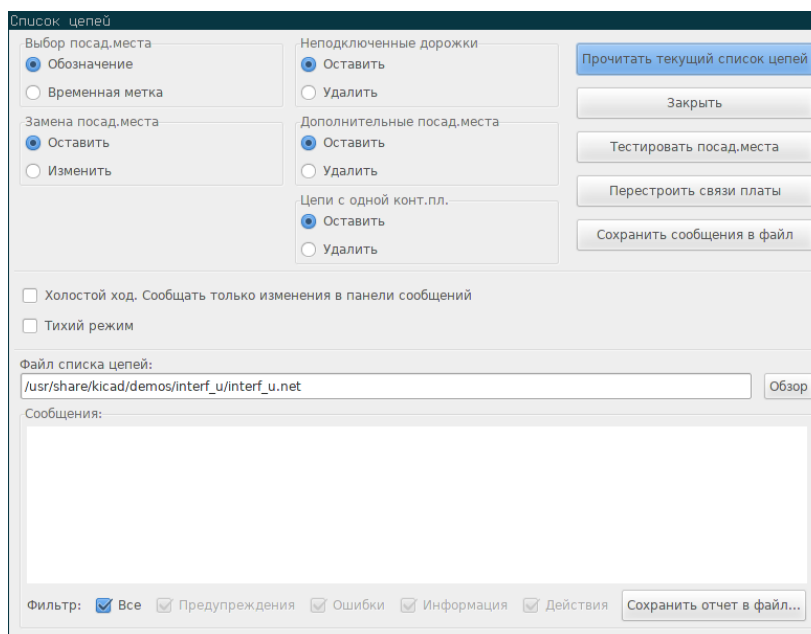 Список цепей
Выбор посад.места
Обозначение
Временная метка
Замена посад.места
Оставить
Изменить
Неподключенные дорожки
Оставить
Удалить
Дополнительные посад.места
Оставить
Удалить
Цепи с одной конт.пл.
Оставить
Удалить
Прочитать текущий список цепей
Закрыть
Тестировать посад.места
Перестроить связи платы
Сохранить сообщения в файл
Холостой ход. Сообщать только изменения в панели сообщений
Тихий режим
Файл списка цепей:
/usr/share/kicad/demos/interf_u/interf_u.net
Обзор
Сообщения:
Фильтр: Все Предупреждения Ошибки Информация Действия Сохранить отчет в файл...